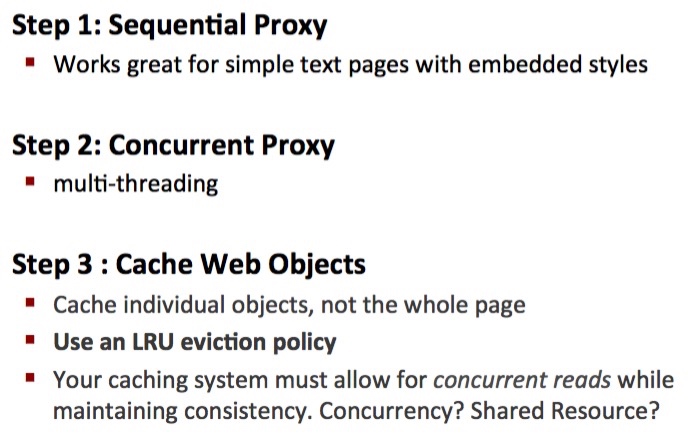 Step 1: Sequential Proxy
▪ Works great for simple text pages with embedded styles
Step 2: Concurrent Proxy
▪ multi-threading
Step 3 : Cache Web Objects
▪ Cache individual objects, not the whole page
▪ Use an LRU eviction policy
▪ Your caching system must allow for concurrent reads while
maintaining consistency. Concurrency? Shared Resource?